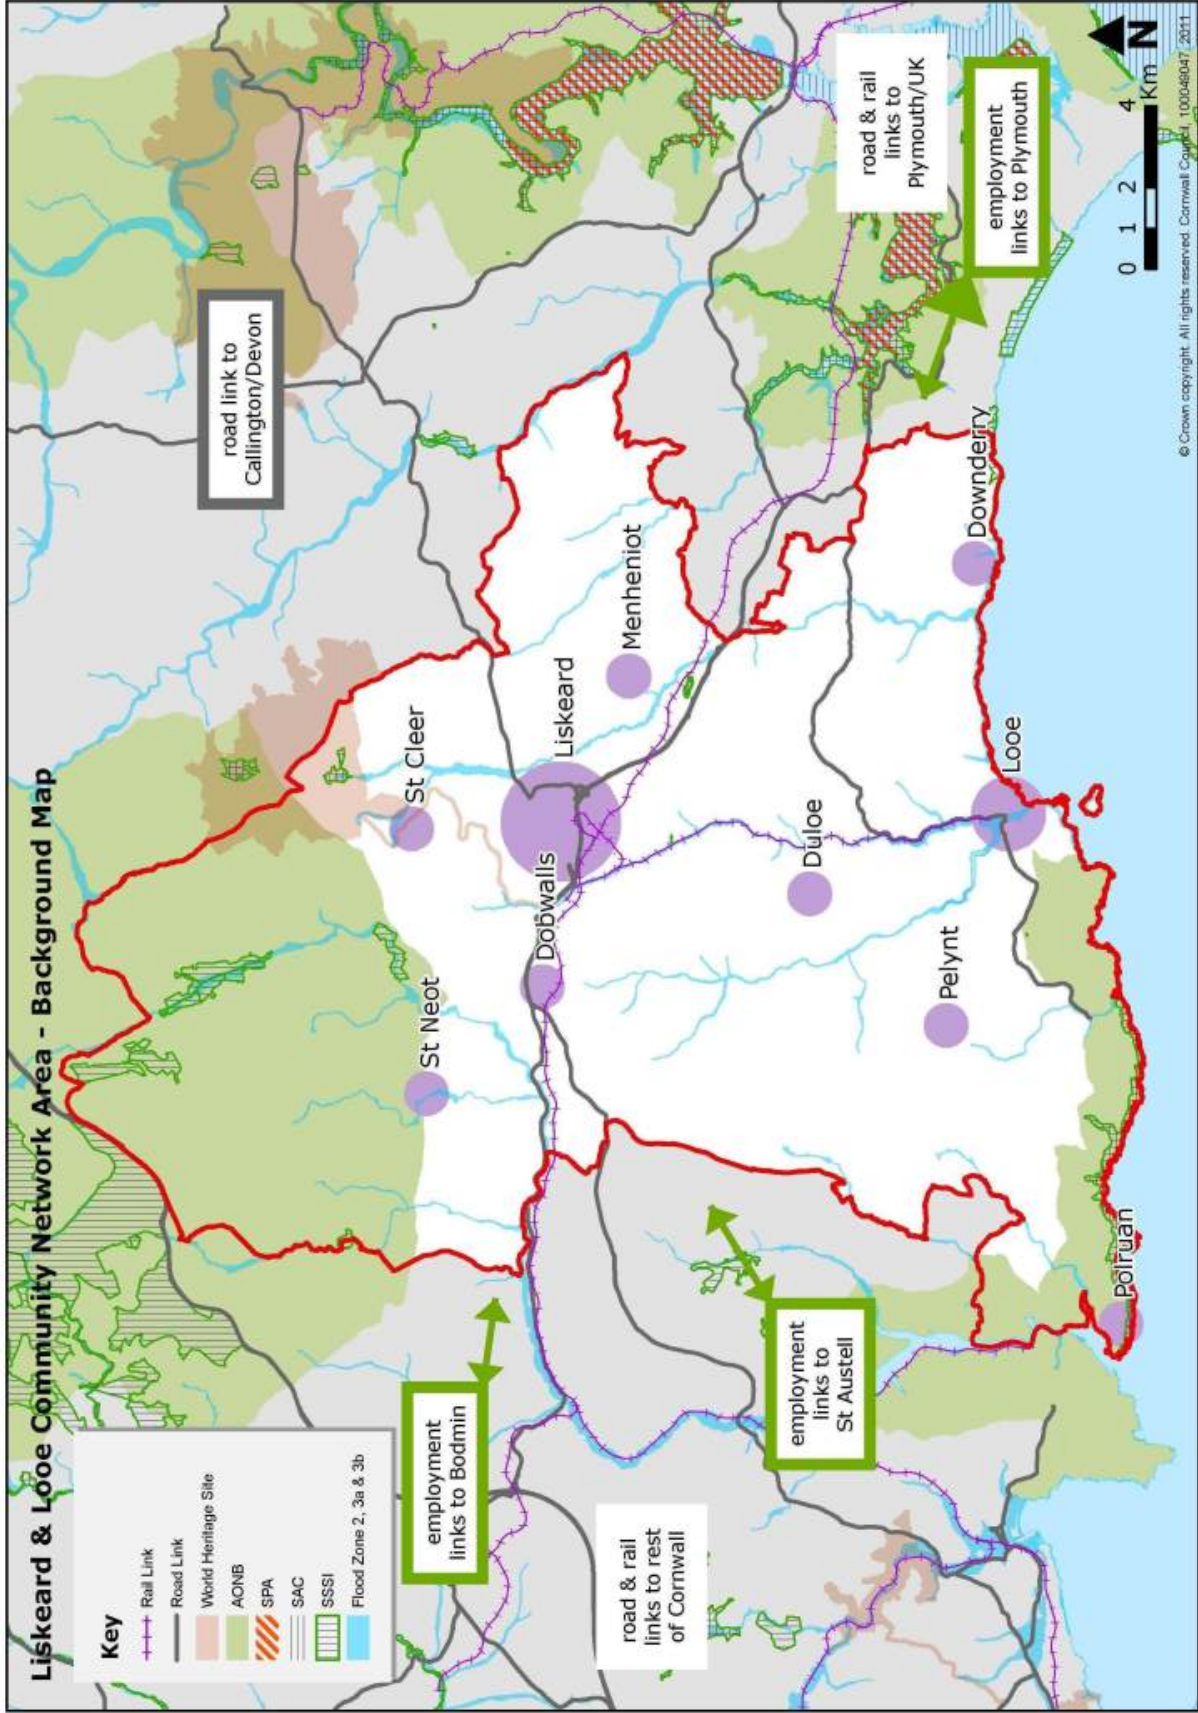 Liskeard & Looe Community Network Area - Background Map
Key
Rail Link
Road Link
World Heritage Site
AONB
SPA
SAC
SSSI
Flood Zone 2, 3a & 3b
road link to
Callington/Devon
employment
links to Bodmin
road & rail
links to rest
of Cornwall
employment
links to
St Austell
road & rail
links to
Plymouth/UK
employment
links to Plymouth
St Neot
St Cleer
Dobwalls
Liskeard
Menheniot
Duloe
Pelynt
Looe
Downderry
Polruan
N
0 1 2 4
Km
© Crown copyright. All rights reserved. Cornwall Council, 100049047, 2011